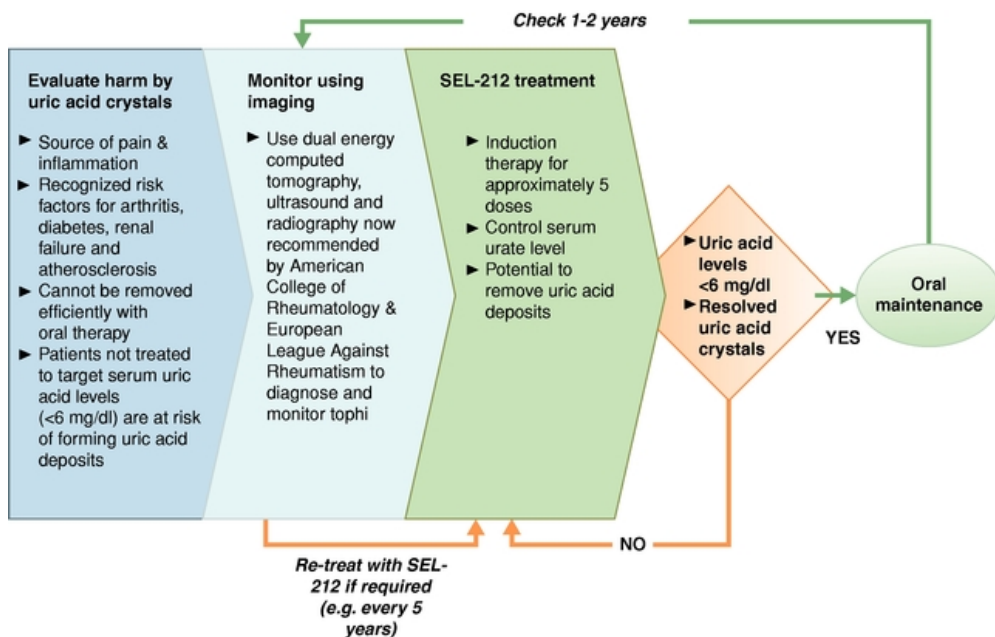 Check 1-2 years
Evaluate harm by
uric acid crystals
► Source of pain &
inflammation
► Recognized risk
factors for arthritis,
diabetes, renal
failure and
atherosclerosis
► Cannot be removed
efficiently with
oral therapy
► Patients not treated
to target serum uric
acid levels
(<6 mg/dl) are at risk
of forming uric acid
deposits
Monitor using
imaging
► Use dual energy
computed
tomography,
ultrasound and
radiography now
recommended
by American
College of
Rheumatology &
European
League Against
Rheumatism to
diagnose and
monitor tophi
SEL-212 treatment
► Induction
therapy for
approximately 5
doses
► Control serum
urate level
► Potential to
remove uric acid
deposits
► Uric acid
levels
<6 mg/dl
► Resolved
uric acid
crystals
YES
Oral
maintenance
NO
Re-treat with SEL-
212 if required
(e.g. every 5
years)